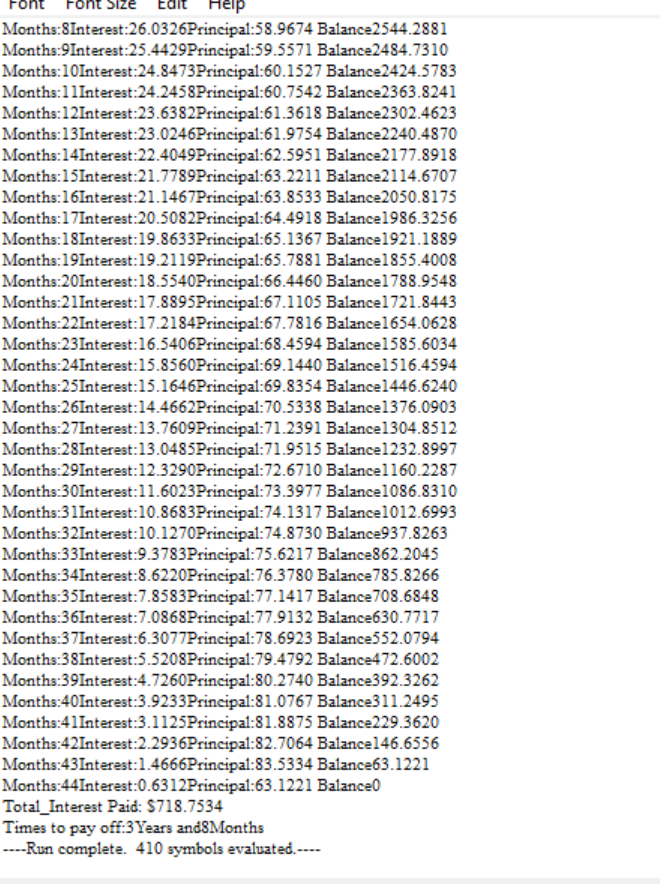 Font Font Size Edit Help
Months:8Interest:26.0326Principal:58.9674 Balance2544.2881
Months:9Interest:25.4429Principal:59.5571 Balance2484.7310
Months:10Interest:24.8473Principal:60.1527 Balance2424.5783
Months:11Interest:24.2458Principal:60.7542 Balance2363.8241
Months:12Interest:23.6382Principal:61.3618 Balance2302.4623
Months:13Interest:23.0246Principal:61.9754 Balance2240.4870
Months:14Interest:22.4049Principal:62.5951 Balance2177.8918
Months:15Interest:21.7789Principal:63.2211 Balance2114.6707
Months:16Interest:21.1467Principal:63.8533 Balance2050.8175
Months:17Interest:20.5082Principal:64.4918 Balance1986.3256
Months:18Interest:19.8633Principal:65.1367 Balance1921.1889
Months:19Interest:19.2119Principal:65.7881 Balance1855.4008
Months:20Interest:18.5540Principal:66.4460 Balance1788.9548
Months:21Interest:17.8895Principal:67.1105 Balance1721.8443
Months:22Interest:17.2184Principal:67.7816 Balance1654.0628
Months:23Interest:16.5406Principal:68.4594 Balance1585.6034
Months:24Interest:15.8560Principal:69.1440 Balance1516.4594
Months:25Interest:15.1646Principal:69.8354 Balance1446.6240
Months:26Interest:14.4662Principal:70.5338 Balance1376.0903
Months:27Interest:13.7609Principal:71.2391 Balance1304.8512
Months:28Interest:13.0485Principal:71.9515 Balance1232.8997
Months:29Interest:12.3290Principal:72.6710 Balance1160.2287
Months:30Interest:11.6023Principal:73.3977 Balance1086.8310
Months:31Interest:10.8683Principal:74.1317 Balance1012.6993
Months:32Interest:10.1270Principal:74.8730 Balance937.8263
Months:33Interest:9.3783Principal:75.6217 Balance862.2045
Months:34Interest:8.6220Principal:76.3780 Balance785.8266
Months:35Interest:7.8583Principal:77.1417 Balance708.6848
Months:36Interest:7.0868Principal:77.9132 Balance630.7717
Months:37Interest:6.3077Principal:78.6923 Balance552.0794
Months:38Interest:5.5208Principal:79.4792 Balance472.6002
Months:39Interest:4.7260Principal:80.2740 Balance392.3262
Months:40Interest:3.9233Principal:81.0767 Balance311.2495
Months:41Interest:3.1125Principal:81.8875 Balance229.3620
Months:42Interest:2.2936Principal:82.7064 Balance146.6556
Months:43Interest:1.4666Principal:83.5334 Balance63.1221
Months:44Interest:0.6312Principal:63.1221 Balance0
Total_Interest Paid: $718.7534
Times to pay off:3Years and8Months
----Run complete. 410 symbols evaluated.----